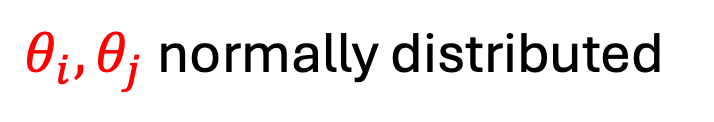 θᵢ, θⱼ normally distributed